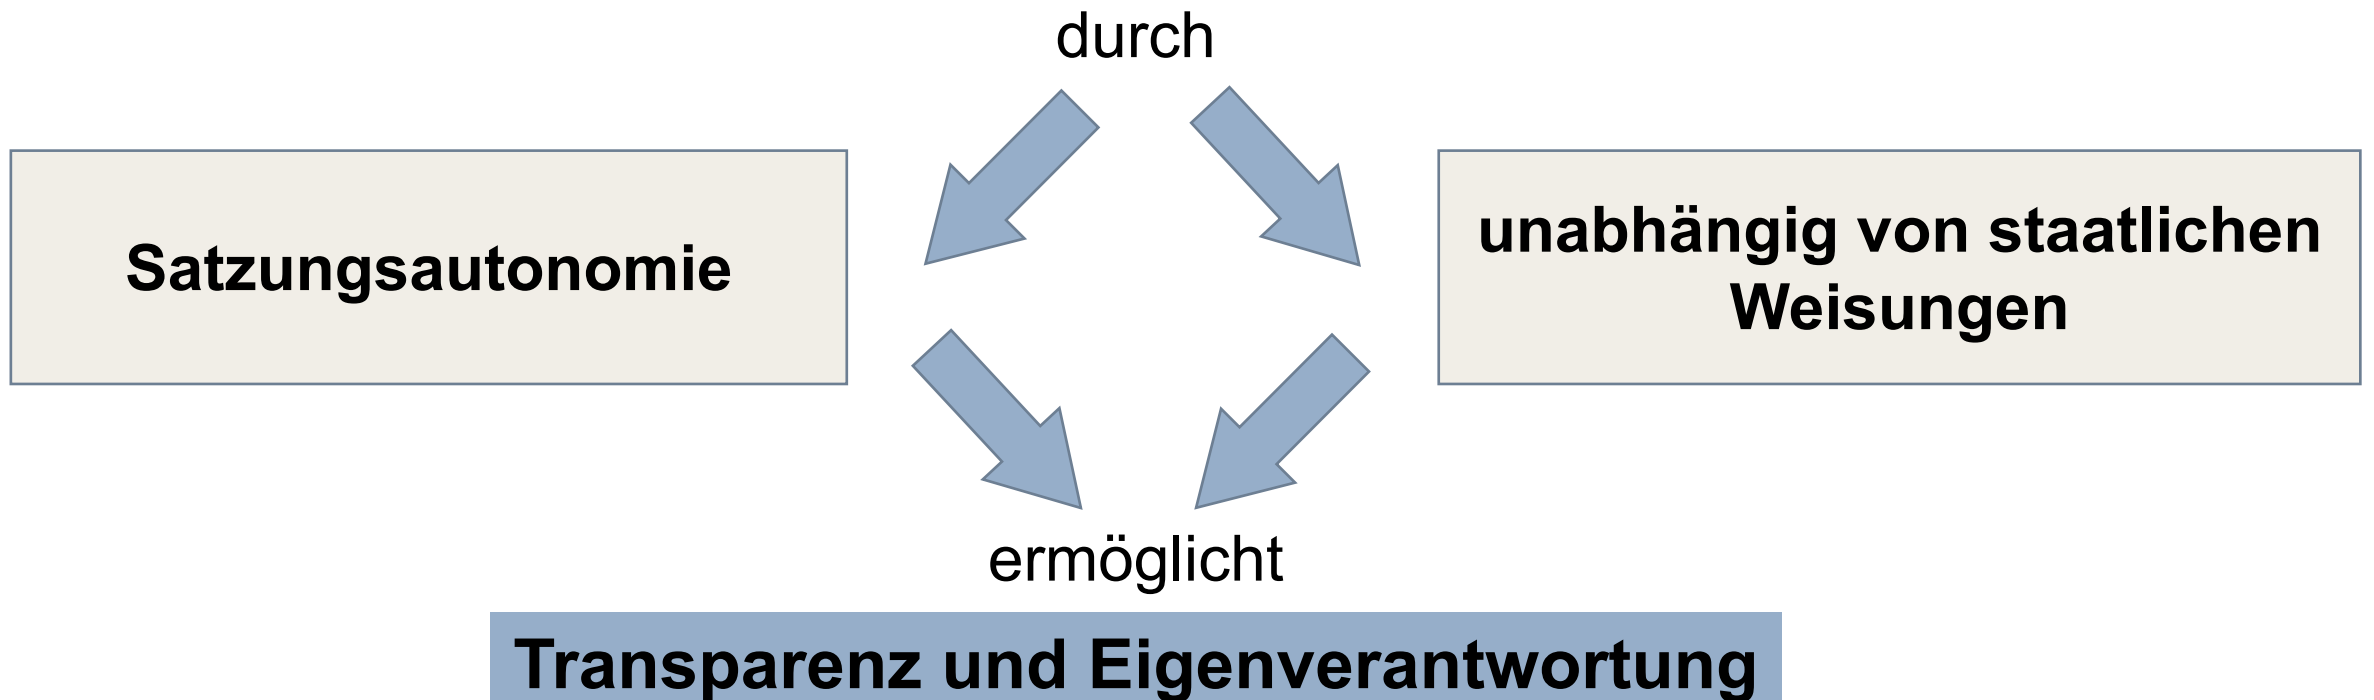 durch
Satzungsautonomie
unabhängig von staatlichen
Weisungen
ermöglicht
Transparenz und Eigenverantwortung